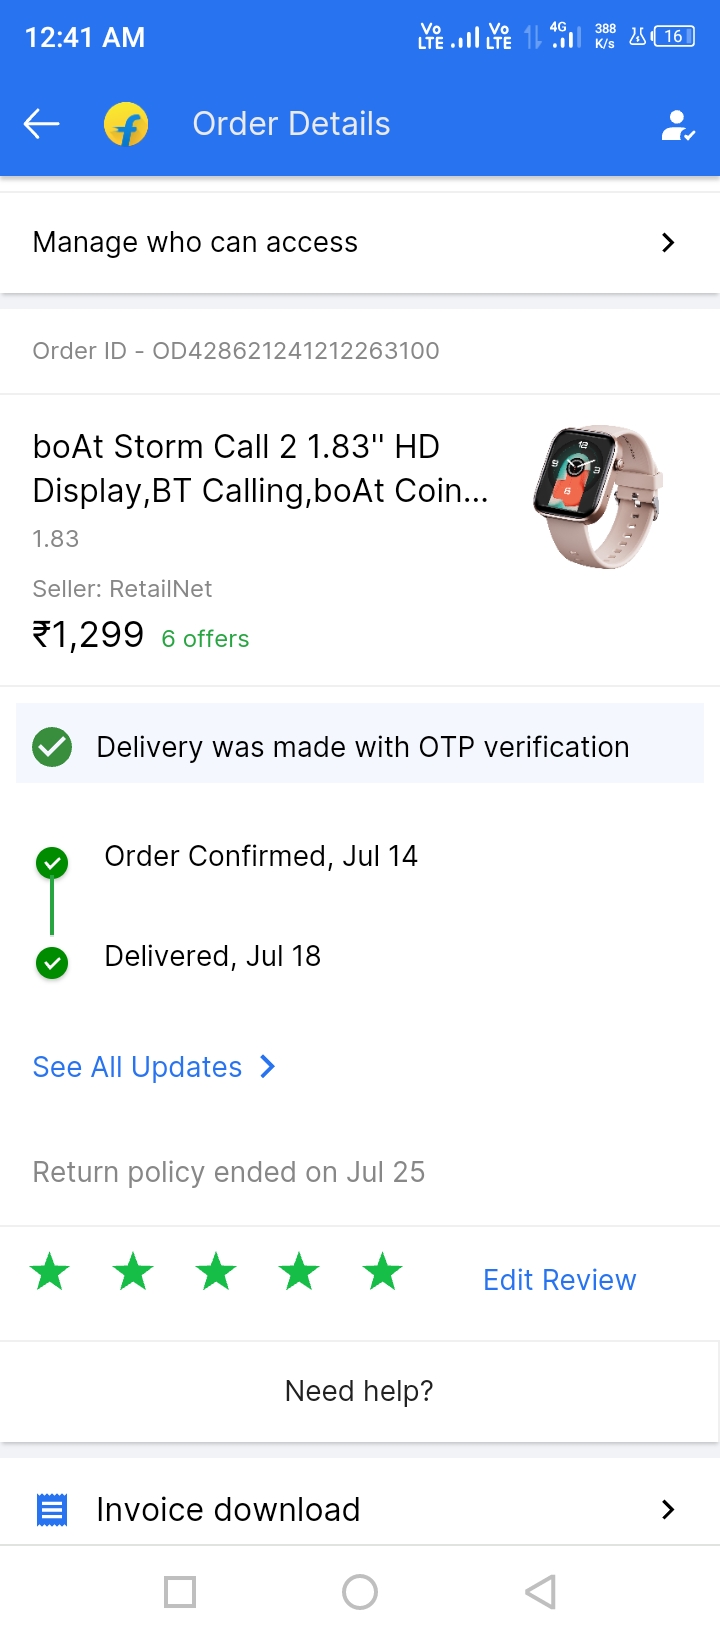 12:41 AM
Vo LTE Vo LTE 4G 388 K/s 16
Order Details
Manage who can access
Order ID - OD428621241212263100
boAt Storm Call 2 1.83" HD
Display,BT Calling,boAt Coin...
1.83
Seller: RetailNet
₹1,299 6 offers
Delivery was made with OTP verification
Order Confirmed, Jul 14
Delivered, Jul 18
See All Updates
Return policy ended on Jul 25
Edit Review
Need help?
Invoice download